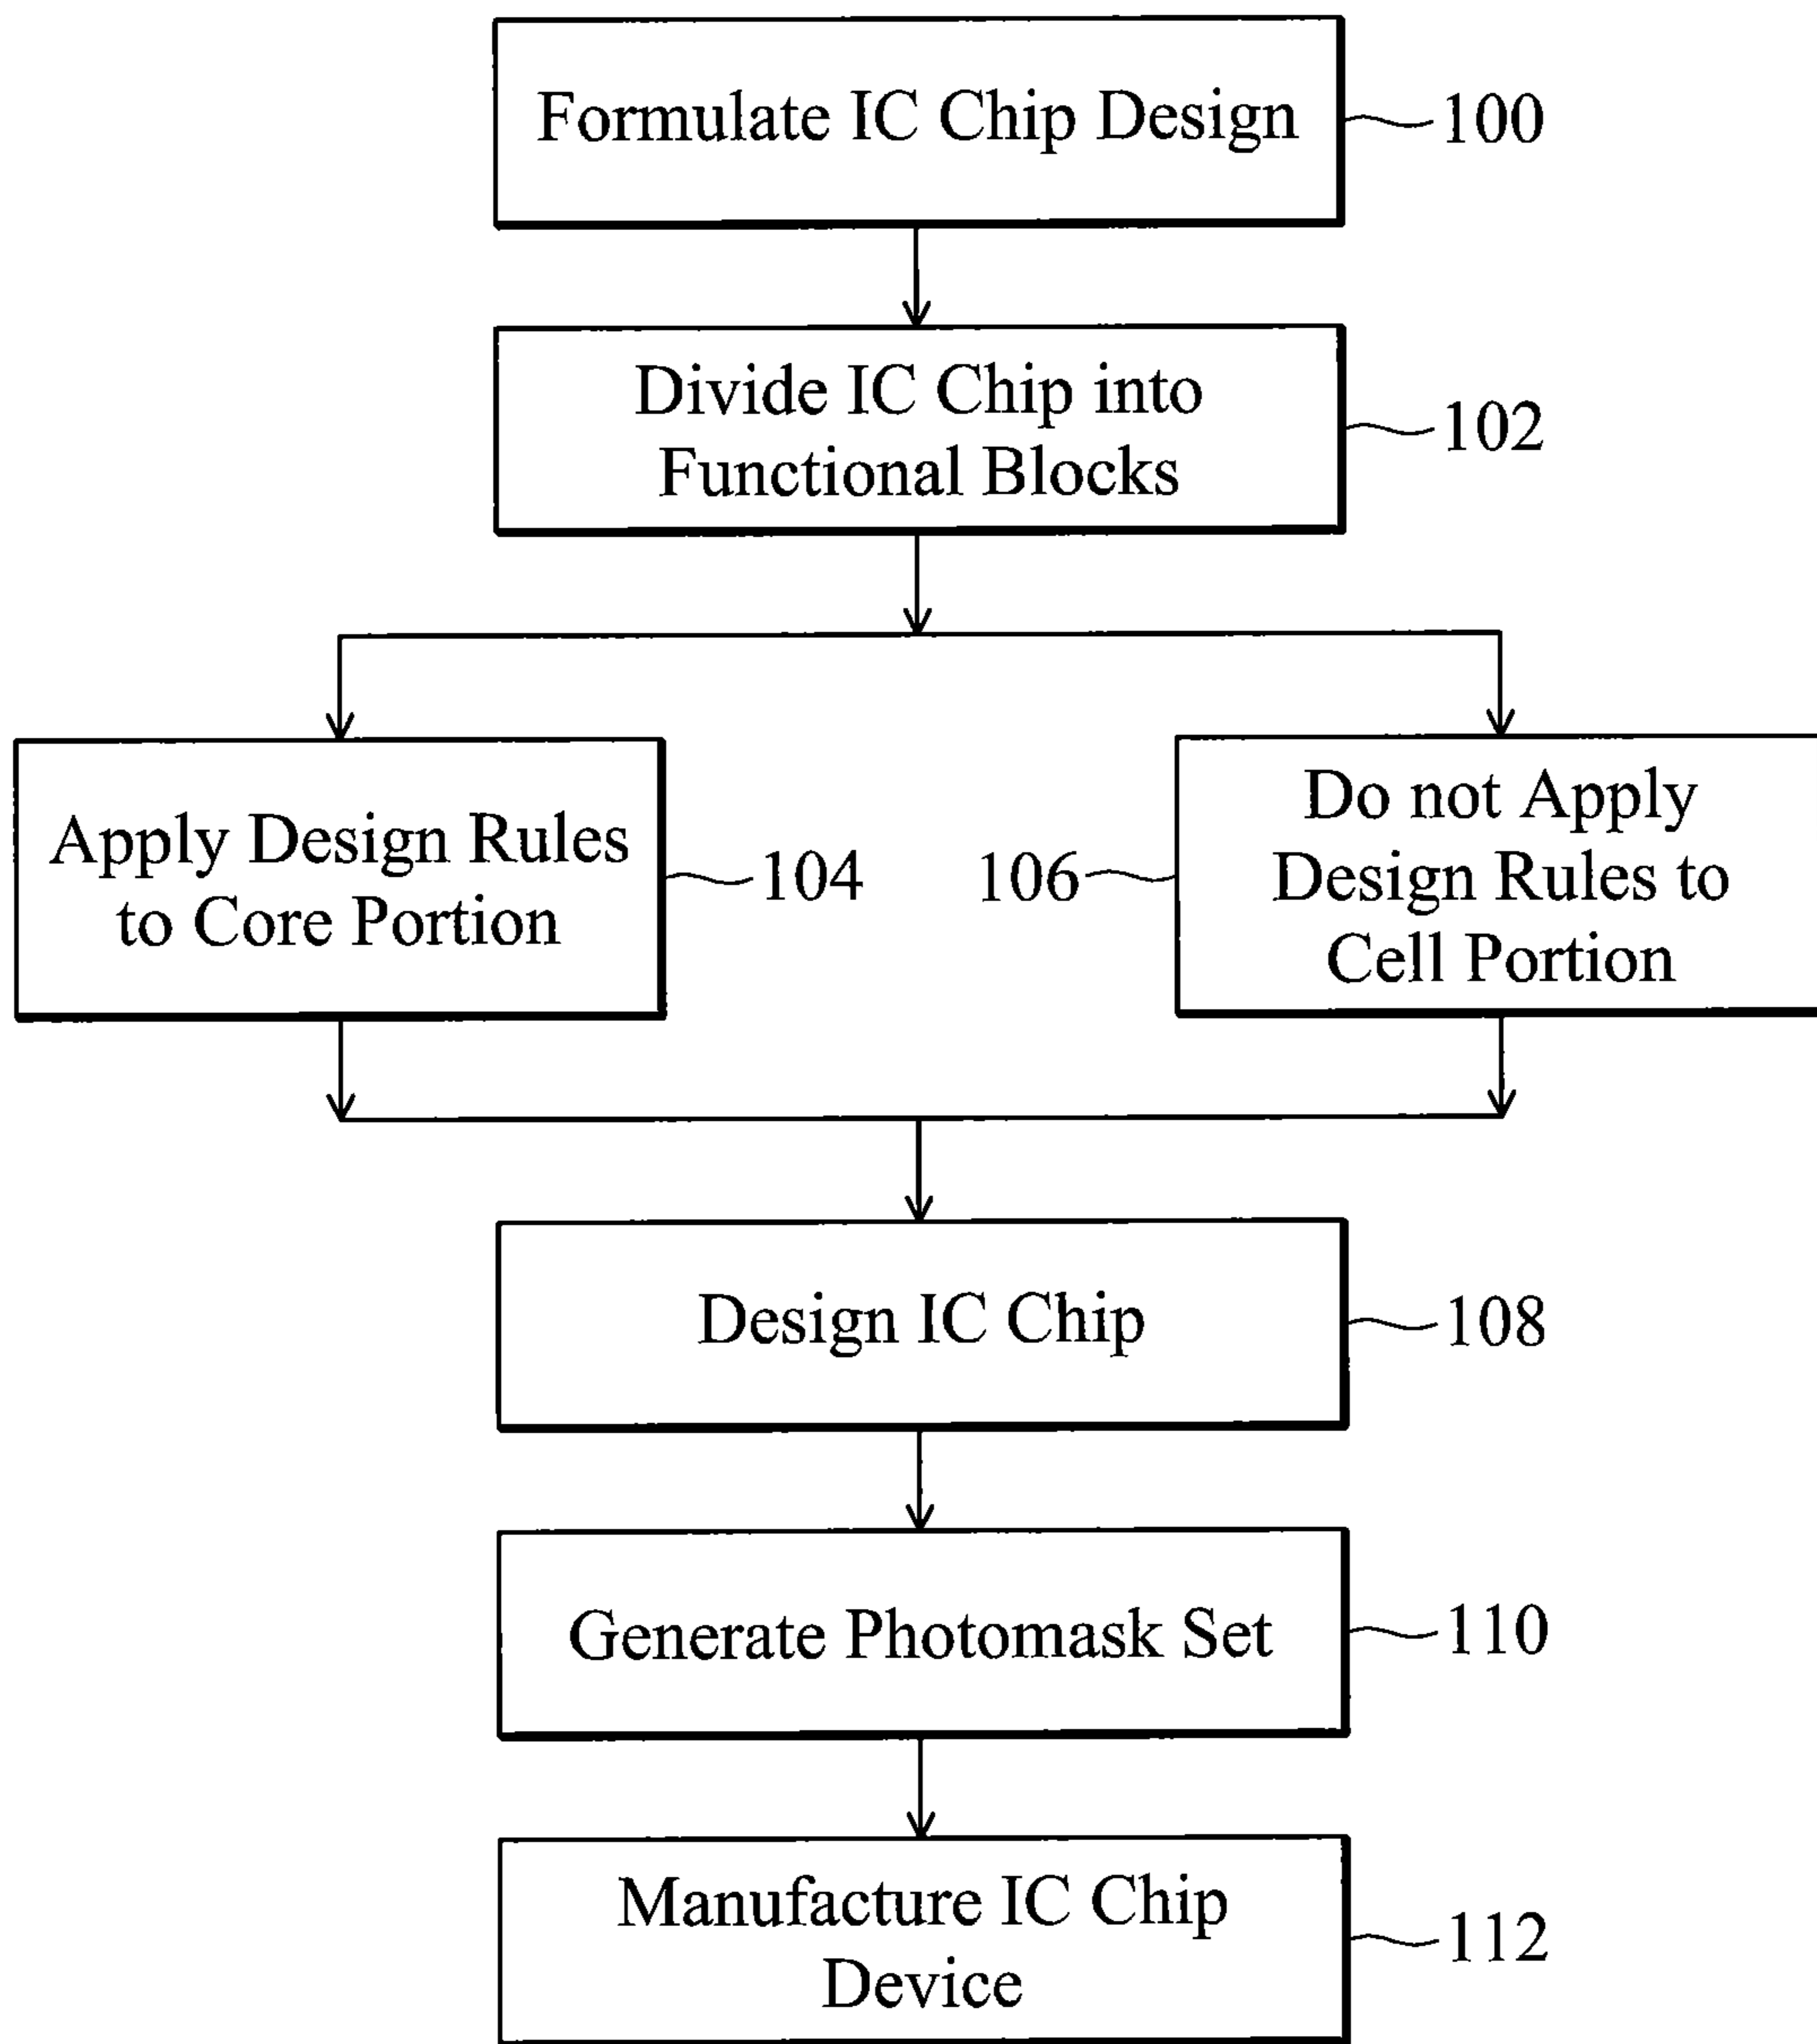 Formulate IC Chip Design
100
Divide IC Chip into
Functional Blocks
102
Apply Design Rules
to Core Portion
104
106
Do not Apply
Design Rules to
Cell Portion
Design IC Chip
108
Generate Photomask Set
110
Manufacture IC Chip
Device
112